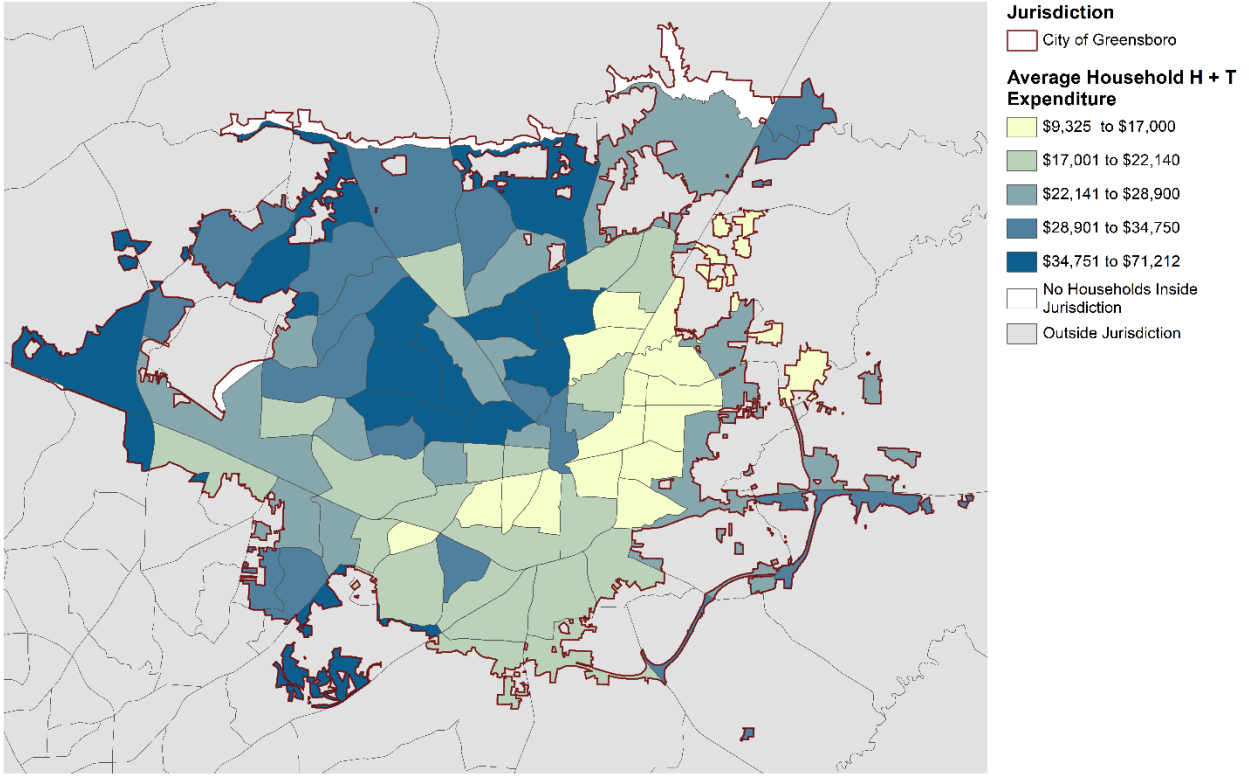 Jurisdiction
City of Greensboro
Average Household H + T
Expenditure
$9,325 to $17,000
$17,001 to $22,140
$22,141 to $28,900
$28,901 to $34,750
$34,751 to $71,212
No Households Inside
Jurisdiction
Outside Jurisdiction